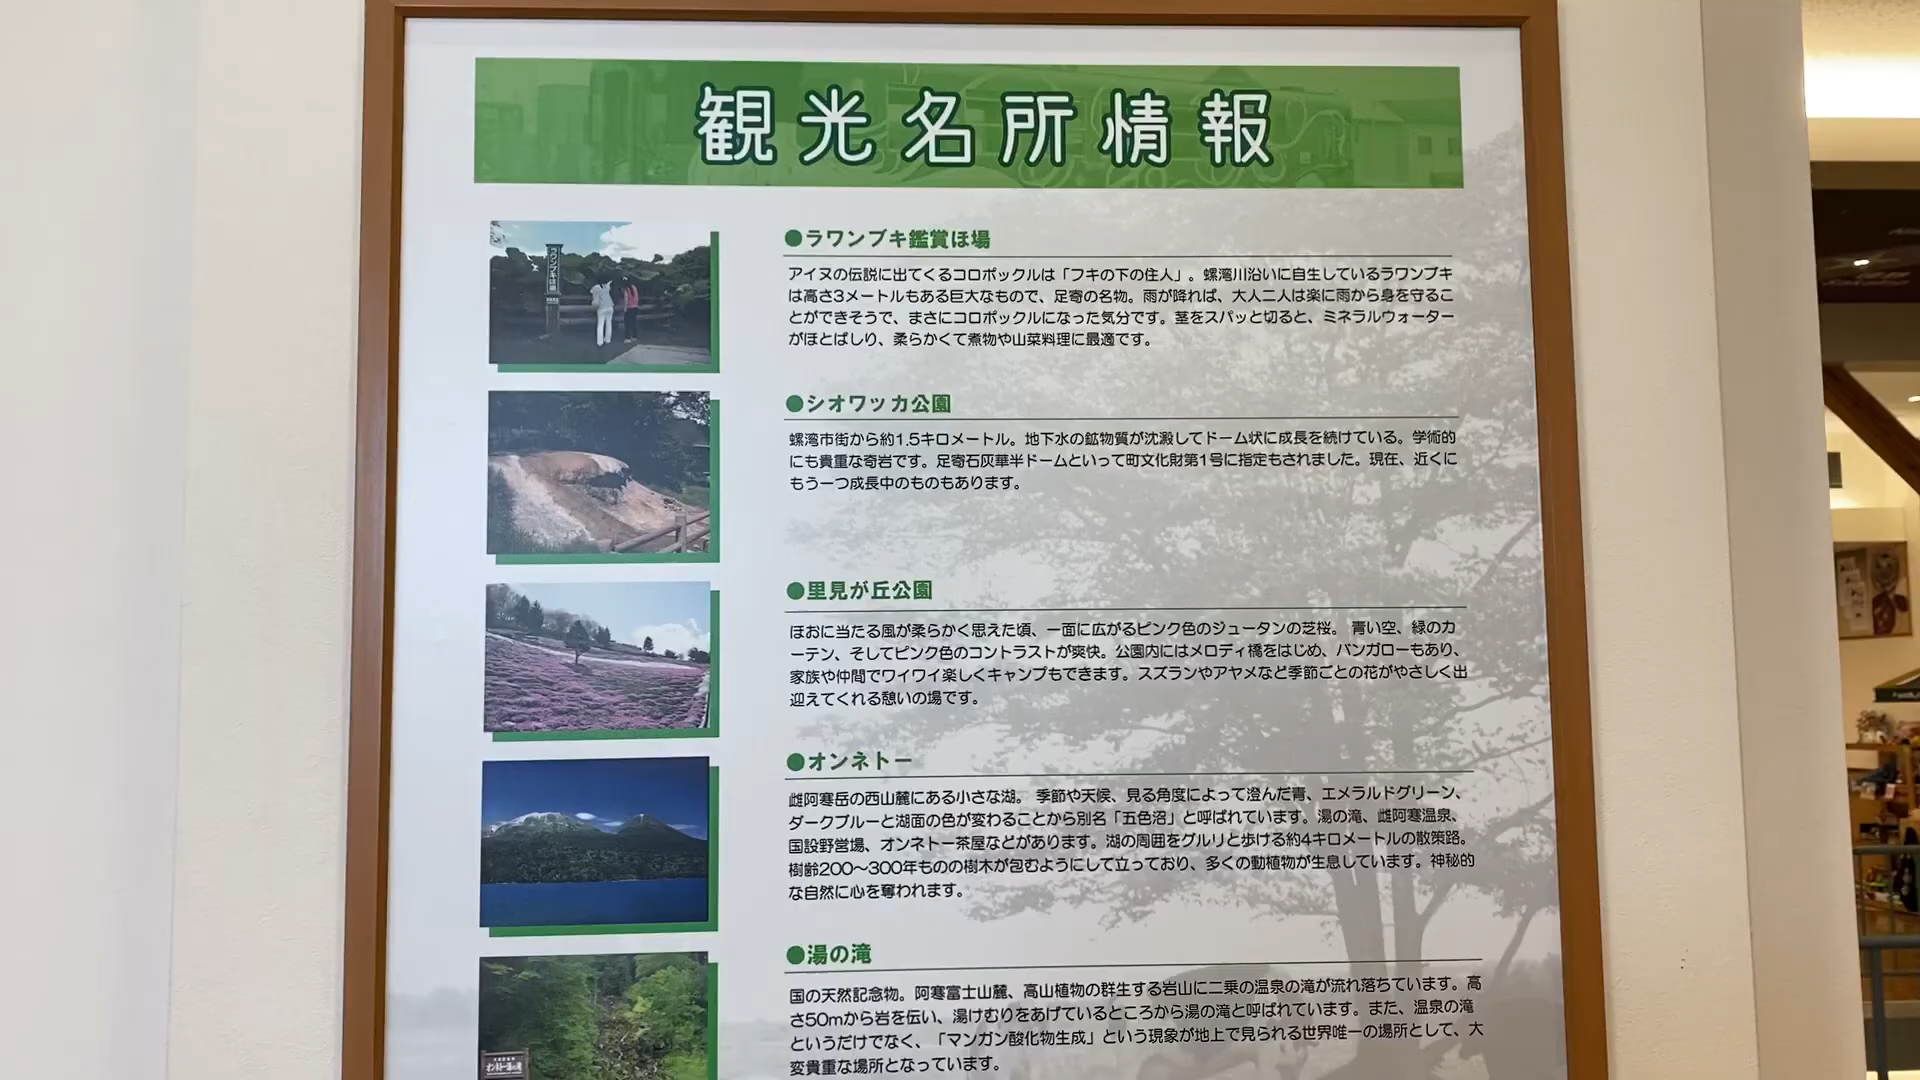 観光名所情報
ラワンブキほ場
●ラワンブキ鑑賞ほ場
アイヌの伝説に出てくるコロポックルは「フキの下の住人」。螺湾川沿いに自生しているラワンブキ
は高さ3メートルもある巨大なもので、足寄の名物。雨が降れば、大人二人は楽に雨から身を守るこ
とができそうで、まさにコロポックルになった気分です。茎をスパッと切ると、ミネラルウォーター
がほとばしり、柔らかくて煮物や山菜料理に最適です。
●シオワッカ公園
螺湾市街から約1.5キロメートル。地下水の鉱物質が沈澱してドーム状に成長を続けている。学術的
にも貴重な奇岩です。足寄石灰華半ドームといって町文化財第1号に指定もされました。現在、近くに
もう一つ成長中のものもあります。
●里見が丘公園
ほおに当たる風が柔らかく思えた頃、一面に広がるピンク色のジュータンの芝桜。 青い空、緑のカ
ーテン、そしてピンク色のコントラストが爽快。公園内にはメロディ橋をはじめ、バンガローもあり、
家族や仲間でワイワイ楽しくキャンプもできます。スズランやアヤメなど季節ごとの花がやさしく出
迎えてくれる憩いの場です。
●オンネトー
雌阿寒岳の西山麓にある小さな湖。 季節や天候、見る角度によって澄んだ青、エメラルドグリーン、
ダークブルーと湖面の色が変わることから別名「五色沼」と呼ばれています。湯の滝、雌阿寒温泉、
国設野営場、オンネトー茶屋などがあります。湖の周囲をグルリと歩ける約4キロメートルの散策路。
樹齢200～300年ものの樹木が包むようにして立っており、多くの動植物が生息しています。神秘的
な自然に心を奪われます。
●湯の滝
国の天然記念物。阿寒富士山麓、高山植物の群生する岩山に二乗の温泉の滝が流れ落ちています。高
さ50mから岩を伝い、湯けむりをあげているところから湯の滝と呼ばれています。また、温泉の滝
というだけでなく、「マンガン酸化物生成」という現象が地上で見られる世界唯一の場所として、大
変貴重な場所となっています。
オンネトー湯の滝